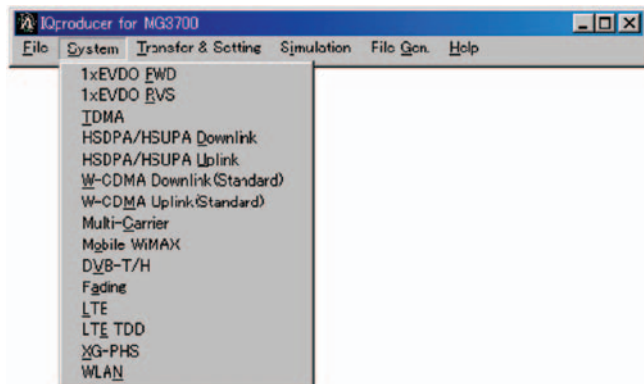 IQproducer for MG3700
File System Transfer & Setting Simulation File Gen. Help
1xEVDO FWD
1xEVDO RVS
TDMA
HSDPA/HSUPA Downlink
HSDPA/HSUPA Uplink
W-CDMA Downlink(Standard)
W-CDMA Uplink(Standard)
Multi-Carrier
Mobile WiMAX
DVB-T/H
Fading
LTE
LTE TDD
XG-PHS
WLAN